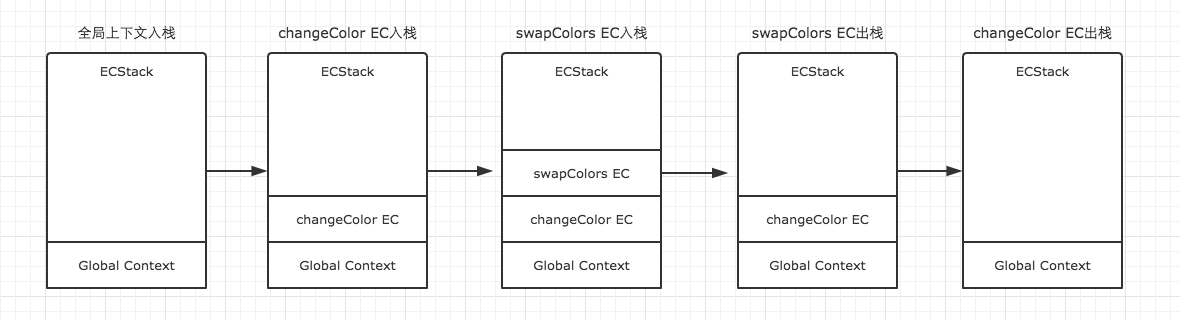 全局上下文入栈
changeColor EC入栈
swapColors EC入栈
swapColors EC出栈
changeColor EC出栈
ECStack
ECStack
ECStack
ECStack
ECStack
swapColors EC
changeColor EC
changeColor EC
changeColor EC
Global Context
Global Context
Global Context
Global Context
Global Context